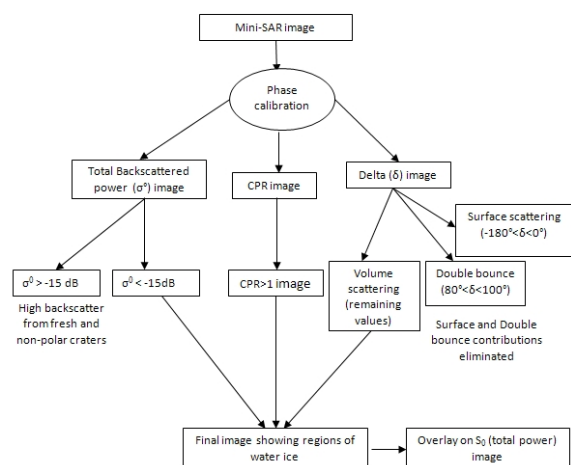 Mini-SAR image
Phase
calibration
Total Backscattered
power (σ°) image
CPR image
Delta (δ) image
Surface scattering
(-180°<δ<0°)
σ⁰ > -15 dB
σ⁰ < -15dB
CPR>1 image
Volume
scattering
(remaining
values)
Double bounce
(80°<δ<100°)
High backscatter
from fresh and
non-polar craters
Surface and Double
bounce contributions
eliminated
Final image showing regions of
water ice
Overlay on S₀ (total power)
image